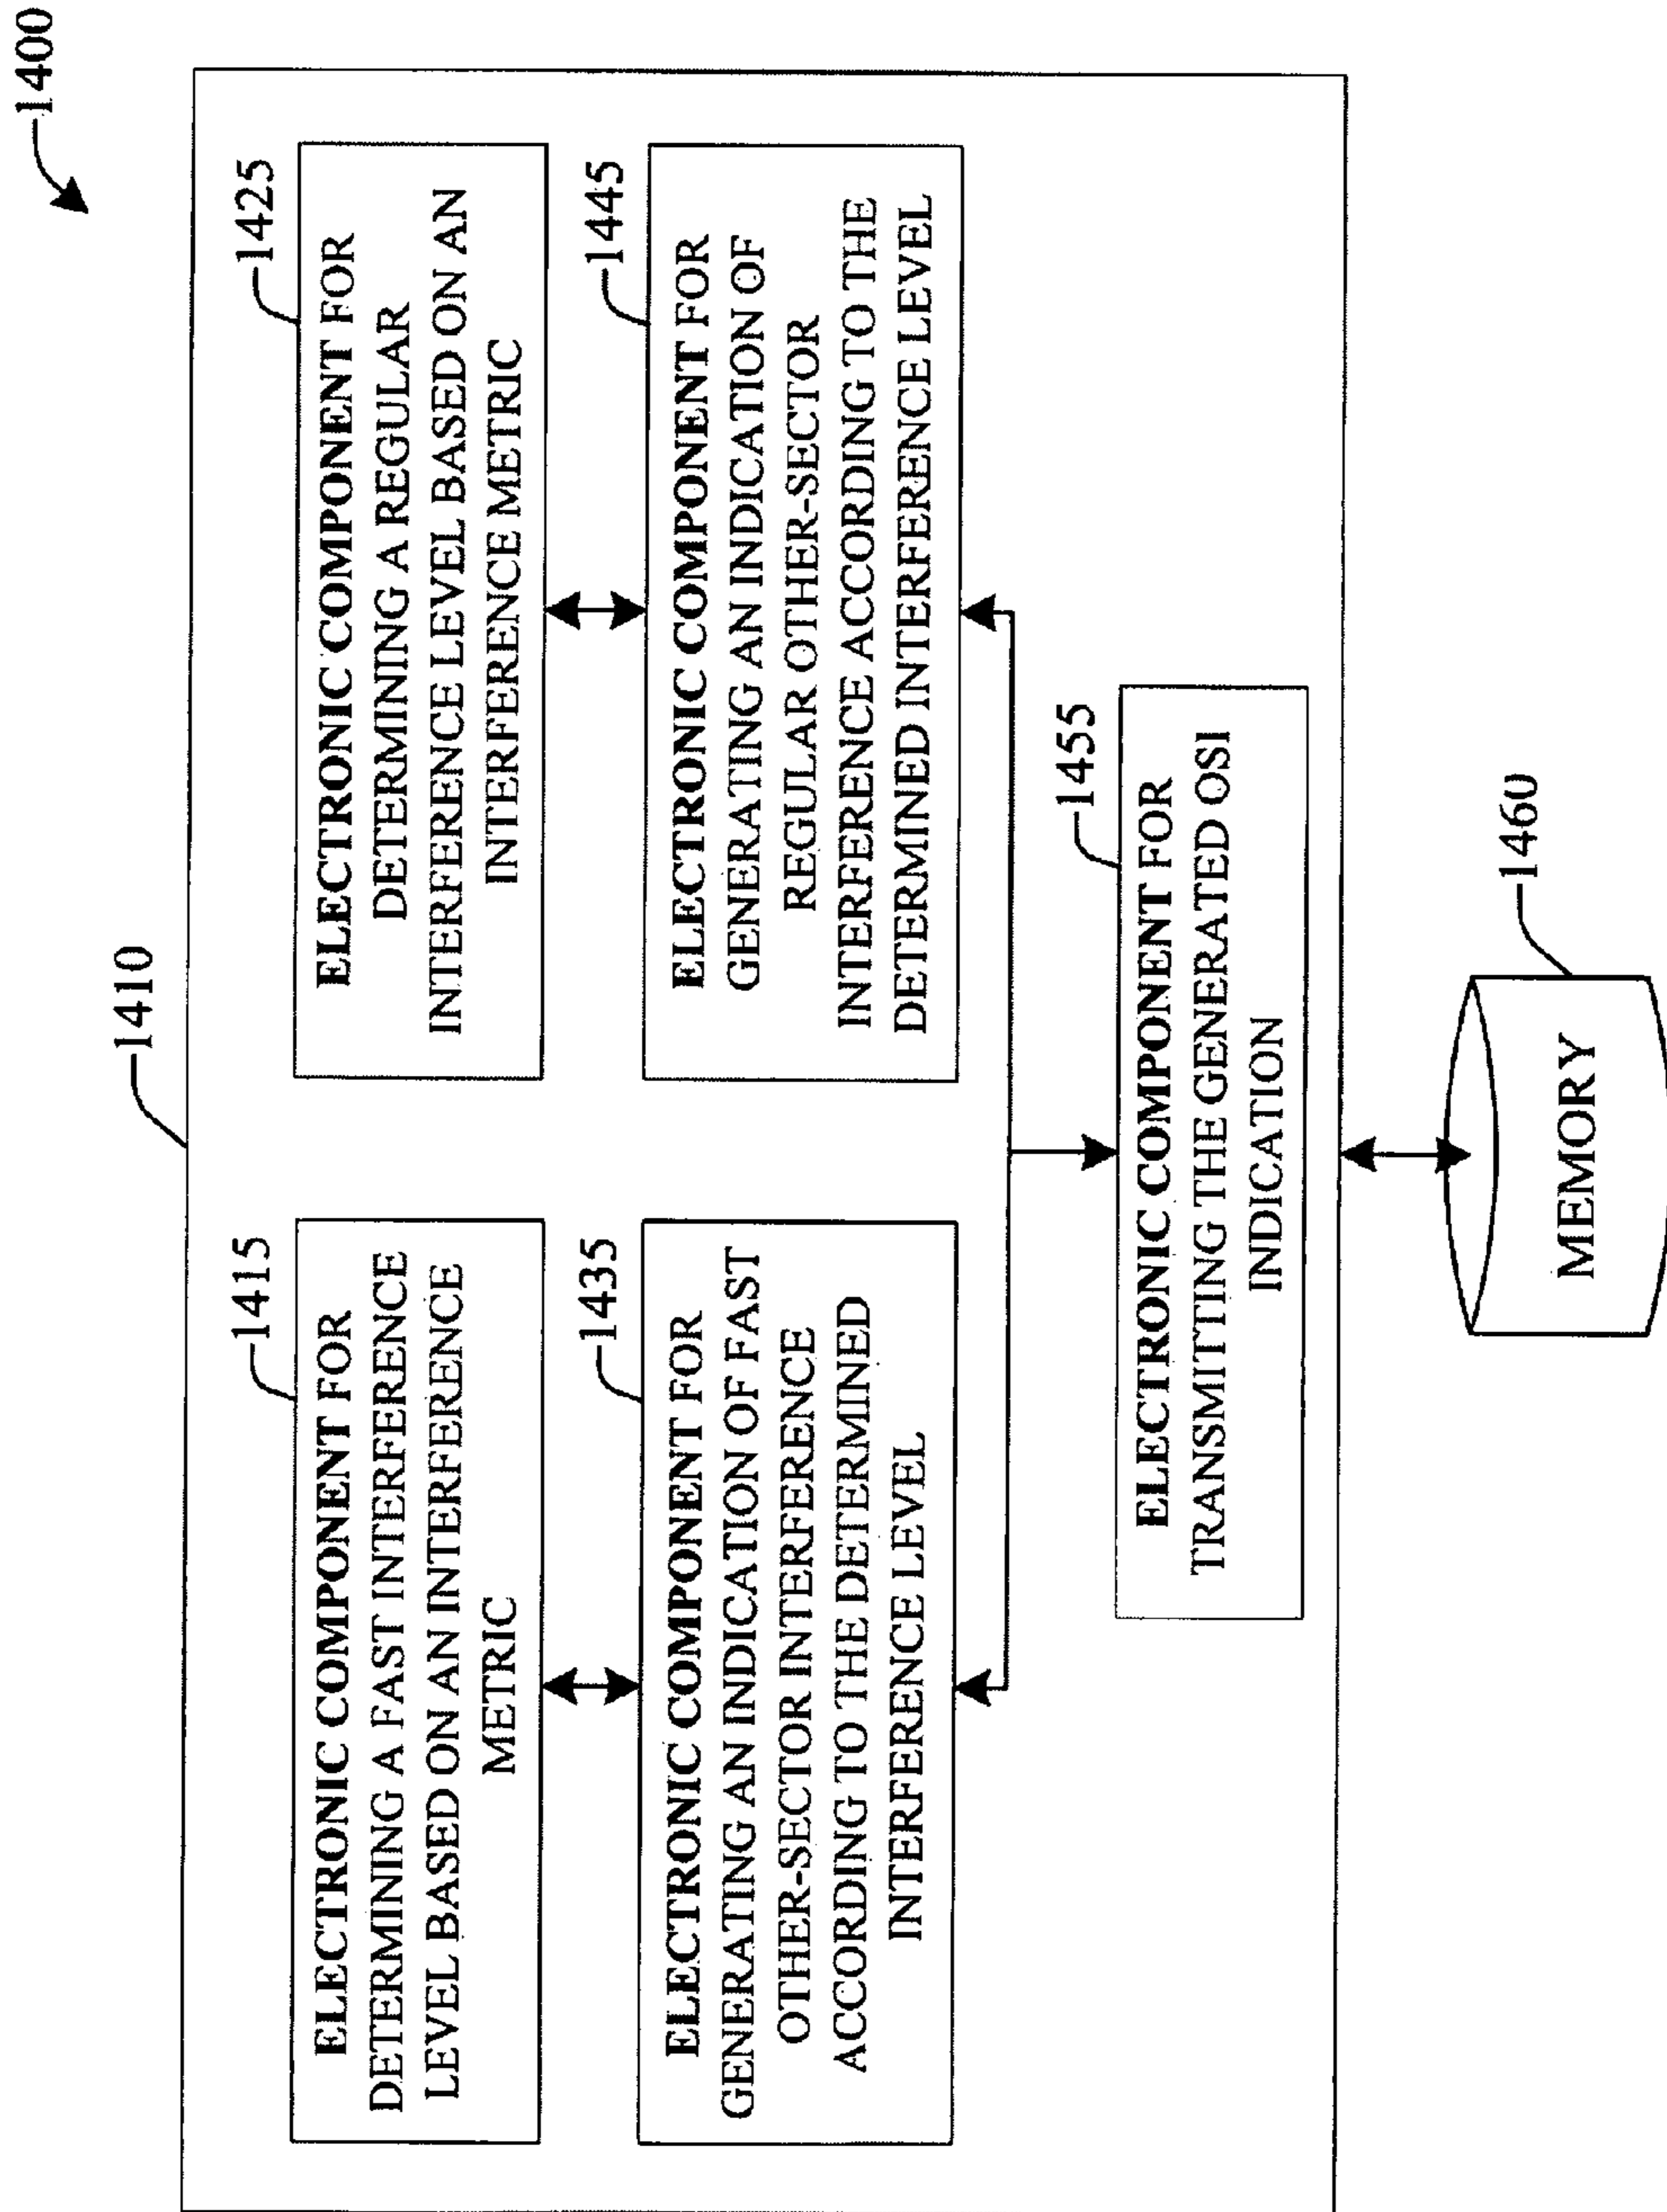 1400
1410
1415
ELECTRONIC COMPONENT FOR
DETERMINING A FAST INTERFERENCE
LEVEL BASED ON AN INTERFERENCE
METRIC
1425
ELECTRONIC COMPONENT FOR
DETERMINING A REGULAR
INTERFERENCE LEVEL BASED ON AN
INTERFERENCE METRIC
1435
ELECTRONIC COMPONENT FOR
GENERATING AN INDICATION OF FAST
OTHER-SECTOR INTERFERENCE
ACCORDING TO THE DETERMINED
INTERFERENCE LEVEL
1445
ELECTRONIC COMPONENT FOR
GENERATING AN INDICATION OF
REGULAR OTHER-SECTOR
INTERFERENCE ACCORDING TO THE
DETERMINED INTERFERENCE LEVEL
1455
ELECTRONIC COMPONENT FOR
TRANSMITTING THE GENERATED OSI
INDICATION
1460
MEMORY